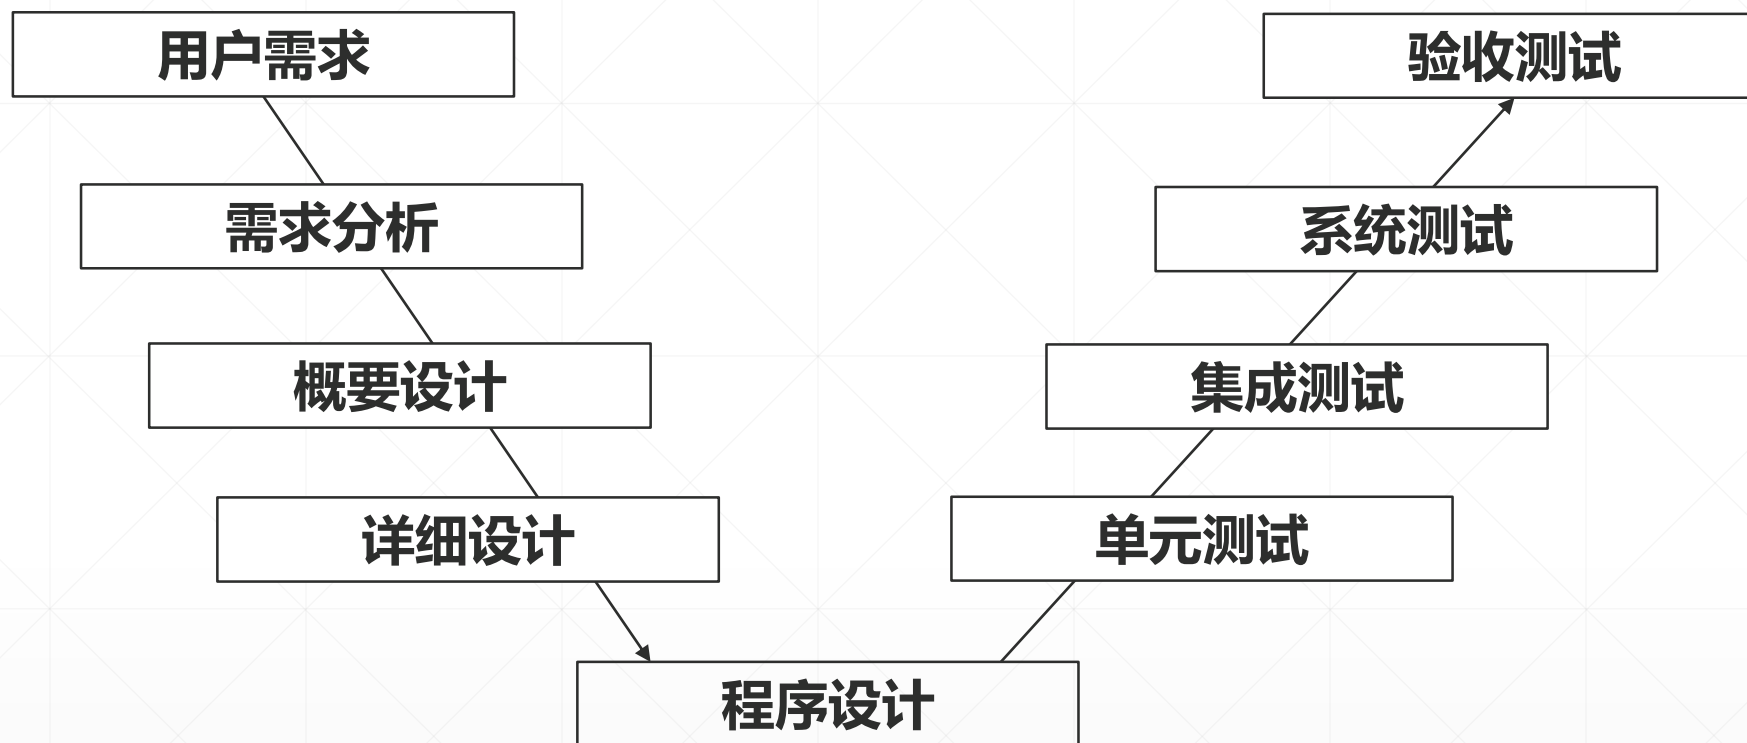 用户需求
验收测试
需求分析
系统测试
概要设计
集成测试
详细设计
单元测试
程序设计